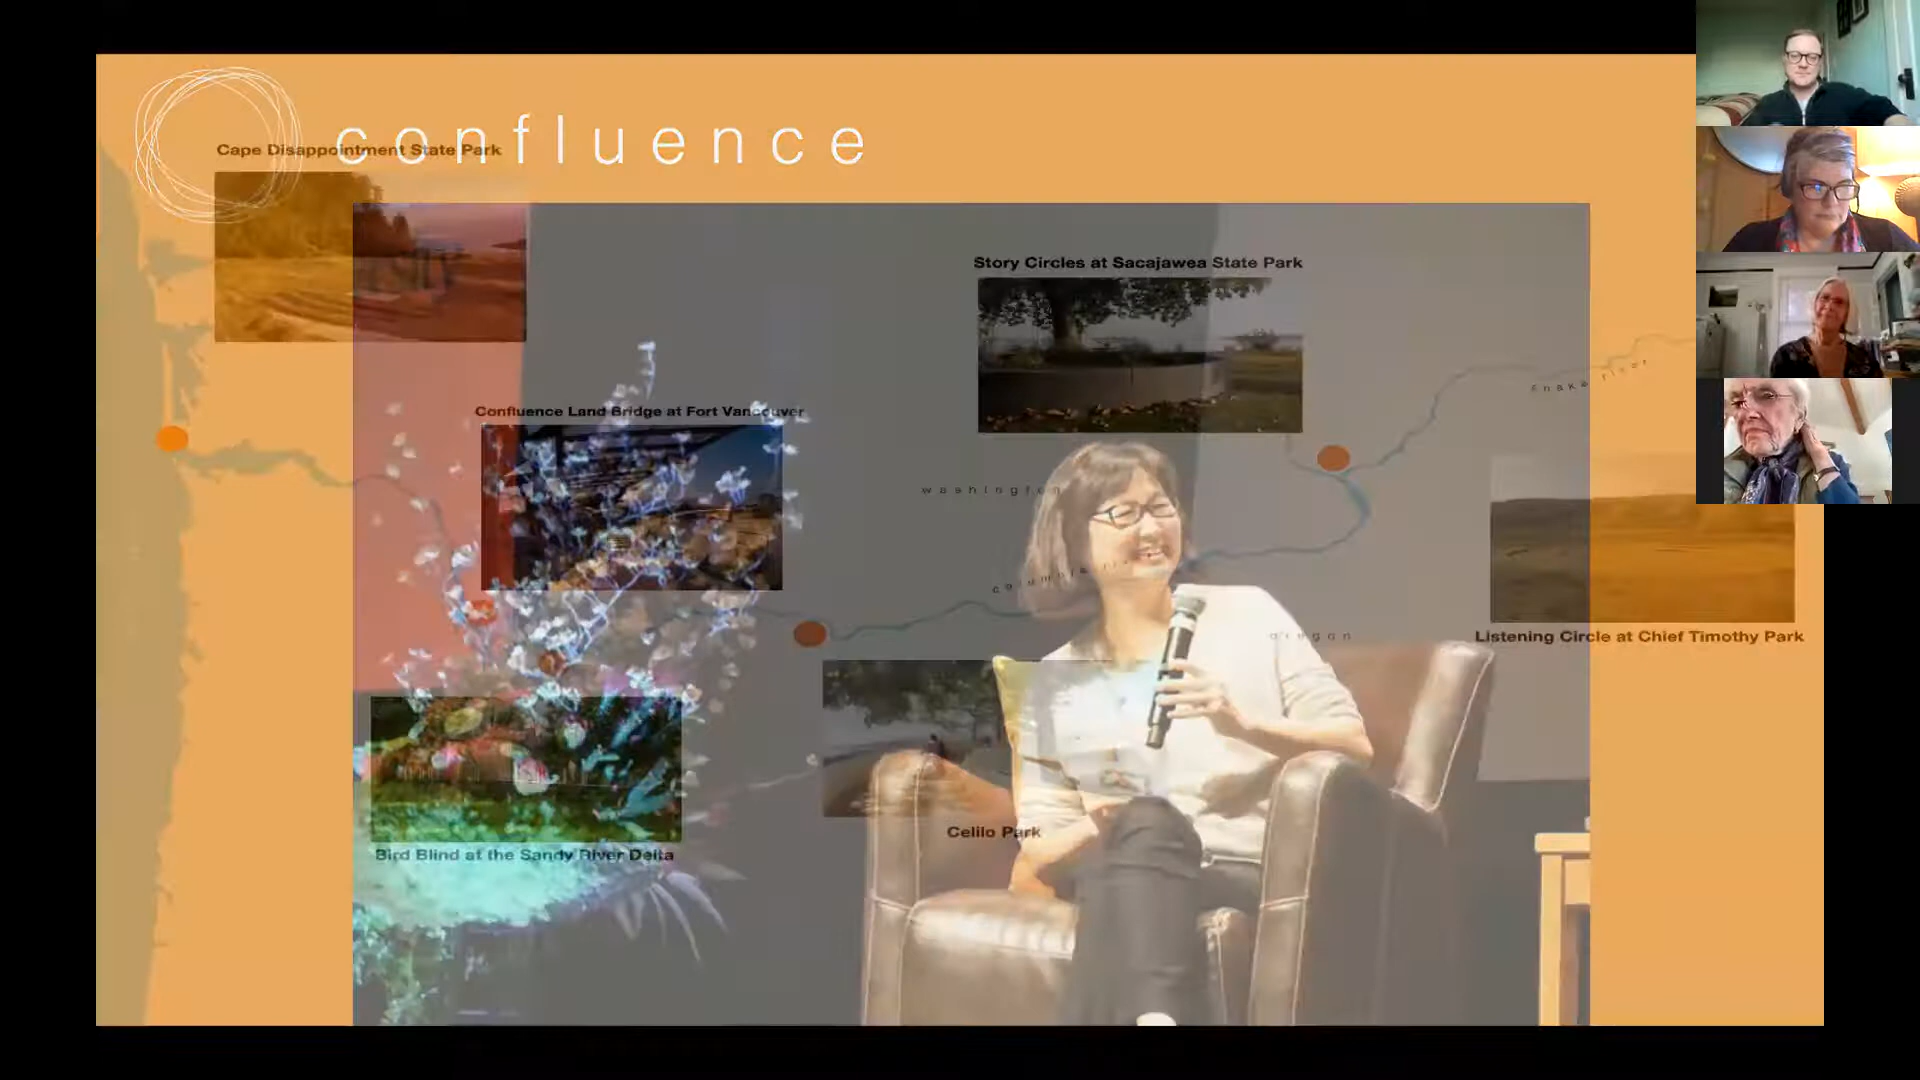 confluence
Cape Disappointment State Park
Story Circles at Sacajawea State Park
snake river
Confluence Land Bridge at Fort Vancouver
washington
columbia
oregon
Listening Circle at Chief Timothy Park
Celilo Park
Bird Blind at the Sandy River Delta